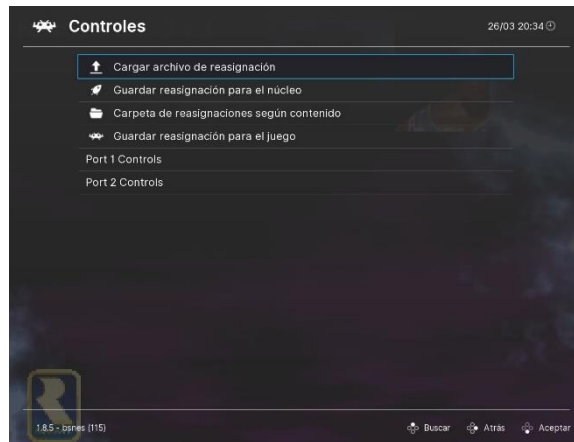 Controles
26/03 20:34
Cargar archivo de reasignación
Guardar reasignación para el núcleo
Carpeta de reasignaciones según contenido
Guardar reasignación para el juego
Port 1 Controls
Port 2 Controls
1.8.5 - bsnes (115)
Buscar
Atrás
Aceptar